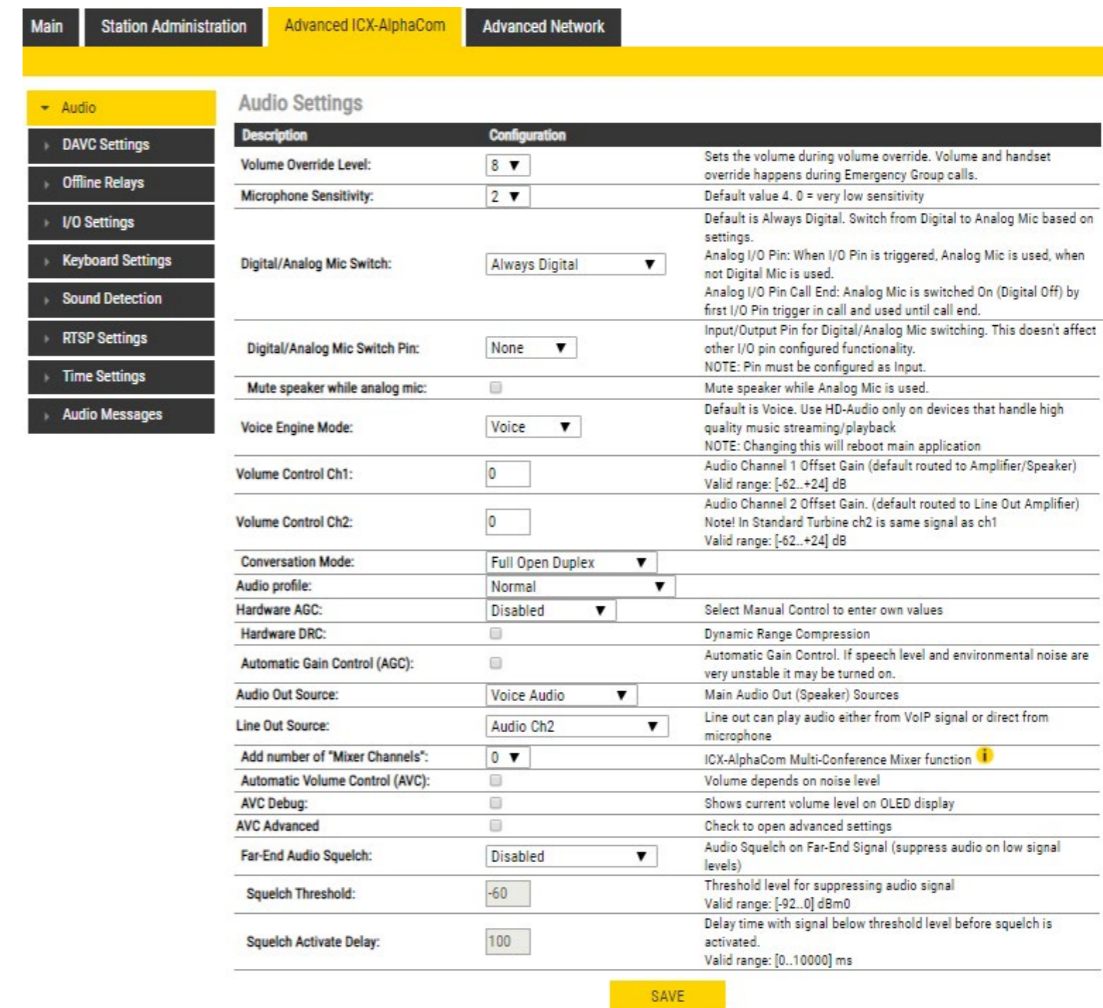 Main Station Administration Advanced ICX-AlphaCom Advanced Network
Audio
DAVC Settings
Offline Relays
I/O Settings
Keyboard Settings
Sound Detection
RTSP Settings
Time Settings
Audio Messages
Audio Settings
Description Configuration
Volume Override Level: 8 Sets the volume during volume override. Volume and handset
override happens during Emergency Group calls.
Microphone Sensitivity: 2 Default value 4. 0 = very low sensitivity
Digital/Analog Mic Switch: Always Digital Default is Always Digital. Switch from Digital to Analog Mic based on
settings.
Analog I/O Pin: When I/O Pin is triggered, Analog Mic is used, when
not Digital Mic is used.
Analog I/O Pin Call End: Analog Mic is switched On (Digital Off) by
first I/O Pin trigger in call and used until call end.
Digital/Analog Mic Switch Pin: None Input/Output Pin for Digital/Analog Mic switching. This doesn't affect
other I/O pin configured functionality.
NOTE: Pin must be configured as Input.
Mute speaker while analog mic: Mute speaker while Analog Mic is used.
Voice Engine Mode: Voice Default is Voice. Use HD-Audio only on devices that handle high
quality music streaming/playback
NOTE: Changing this will reboot main application
Volume Control Ch1: 0 Audio Channel 1 Offset Gain (default routed to Amplifier/Speaker)
Valid range: [-62..+24] dB
Volume Control Ch2: 0 Audio Channel 2 Offset Gain. (default routed to Line Out Amplifier)
Note! In Standard Turbine ch2 is same signal as ch1
Valid range: [-62..+24] dB
Conversation Mode: Full Open Duplex
Audio profile: Normal
Hardware AGC: Disabled Select Manual Control to enter own values
Hardware DRC: Dynamic Range Compression
Automatic Gain Control (AGC): Automatic Gain Control. If speech level and environmental noise are
very unstable it may be turned on.
Audio Out Source: Voice Audio Main Audio Out (Speaker) Sources
Line Out Source: Audio Ch2 Line out can play audio either from VoIP signal or direct from
microphone
Add number of "Mixer Channels": 0 ICX-AlphaCom Multi-Conference Mixer function i
Automatic Volume Control (AVC): Volume depends on noise level
AVC Debug: Shows current volume level on OLED display
AVC Advanced Check to open advanced settings
Far-End Audio Squelch: Disabled Audio Squelch on Far-End Signal (suppress audio on low signal
levels)
Squelch Threshold: -60 Threshold level for suppressing audio signal
Valid range: [-92..0] dBm0
Squelch Activate Delay: 100 Delay time with signal below threshold level before squelch is
activated.
Valid range: [0..10000] ms
SAVE